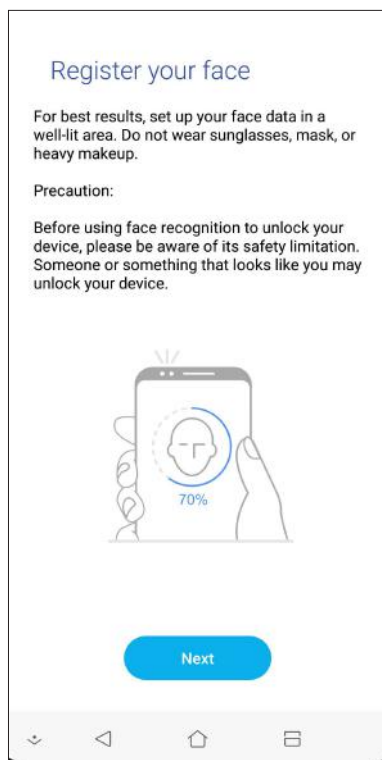 Register your face
For best results, set up your face data in a
well-lit area. Do not wear sunglasses, mask, or
heavy makeup.
Precaution:
Before using face recognition to unlock your
device, please be aware of its safety limitation.
Someone or something that looks like you may
unlock your device.
70%
Next